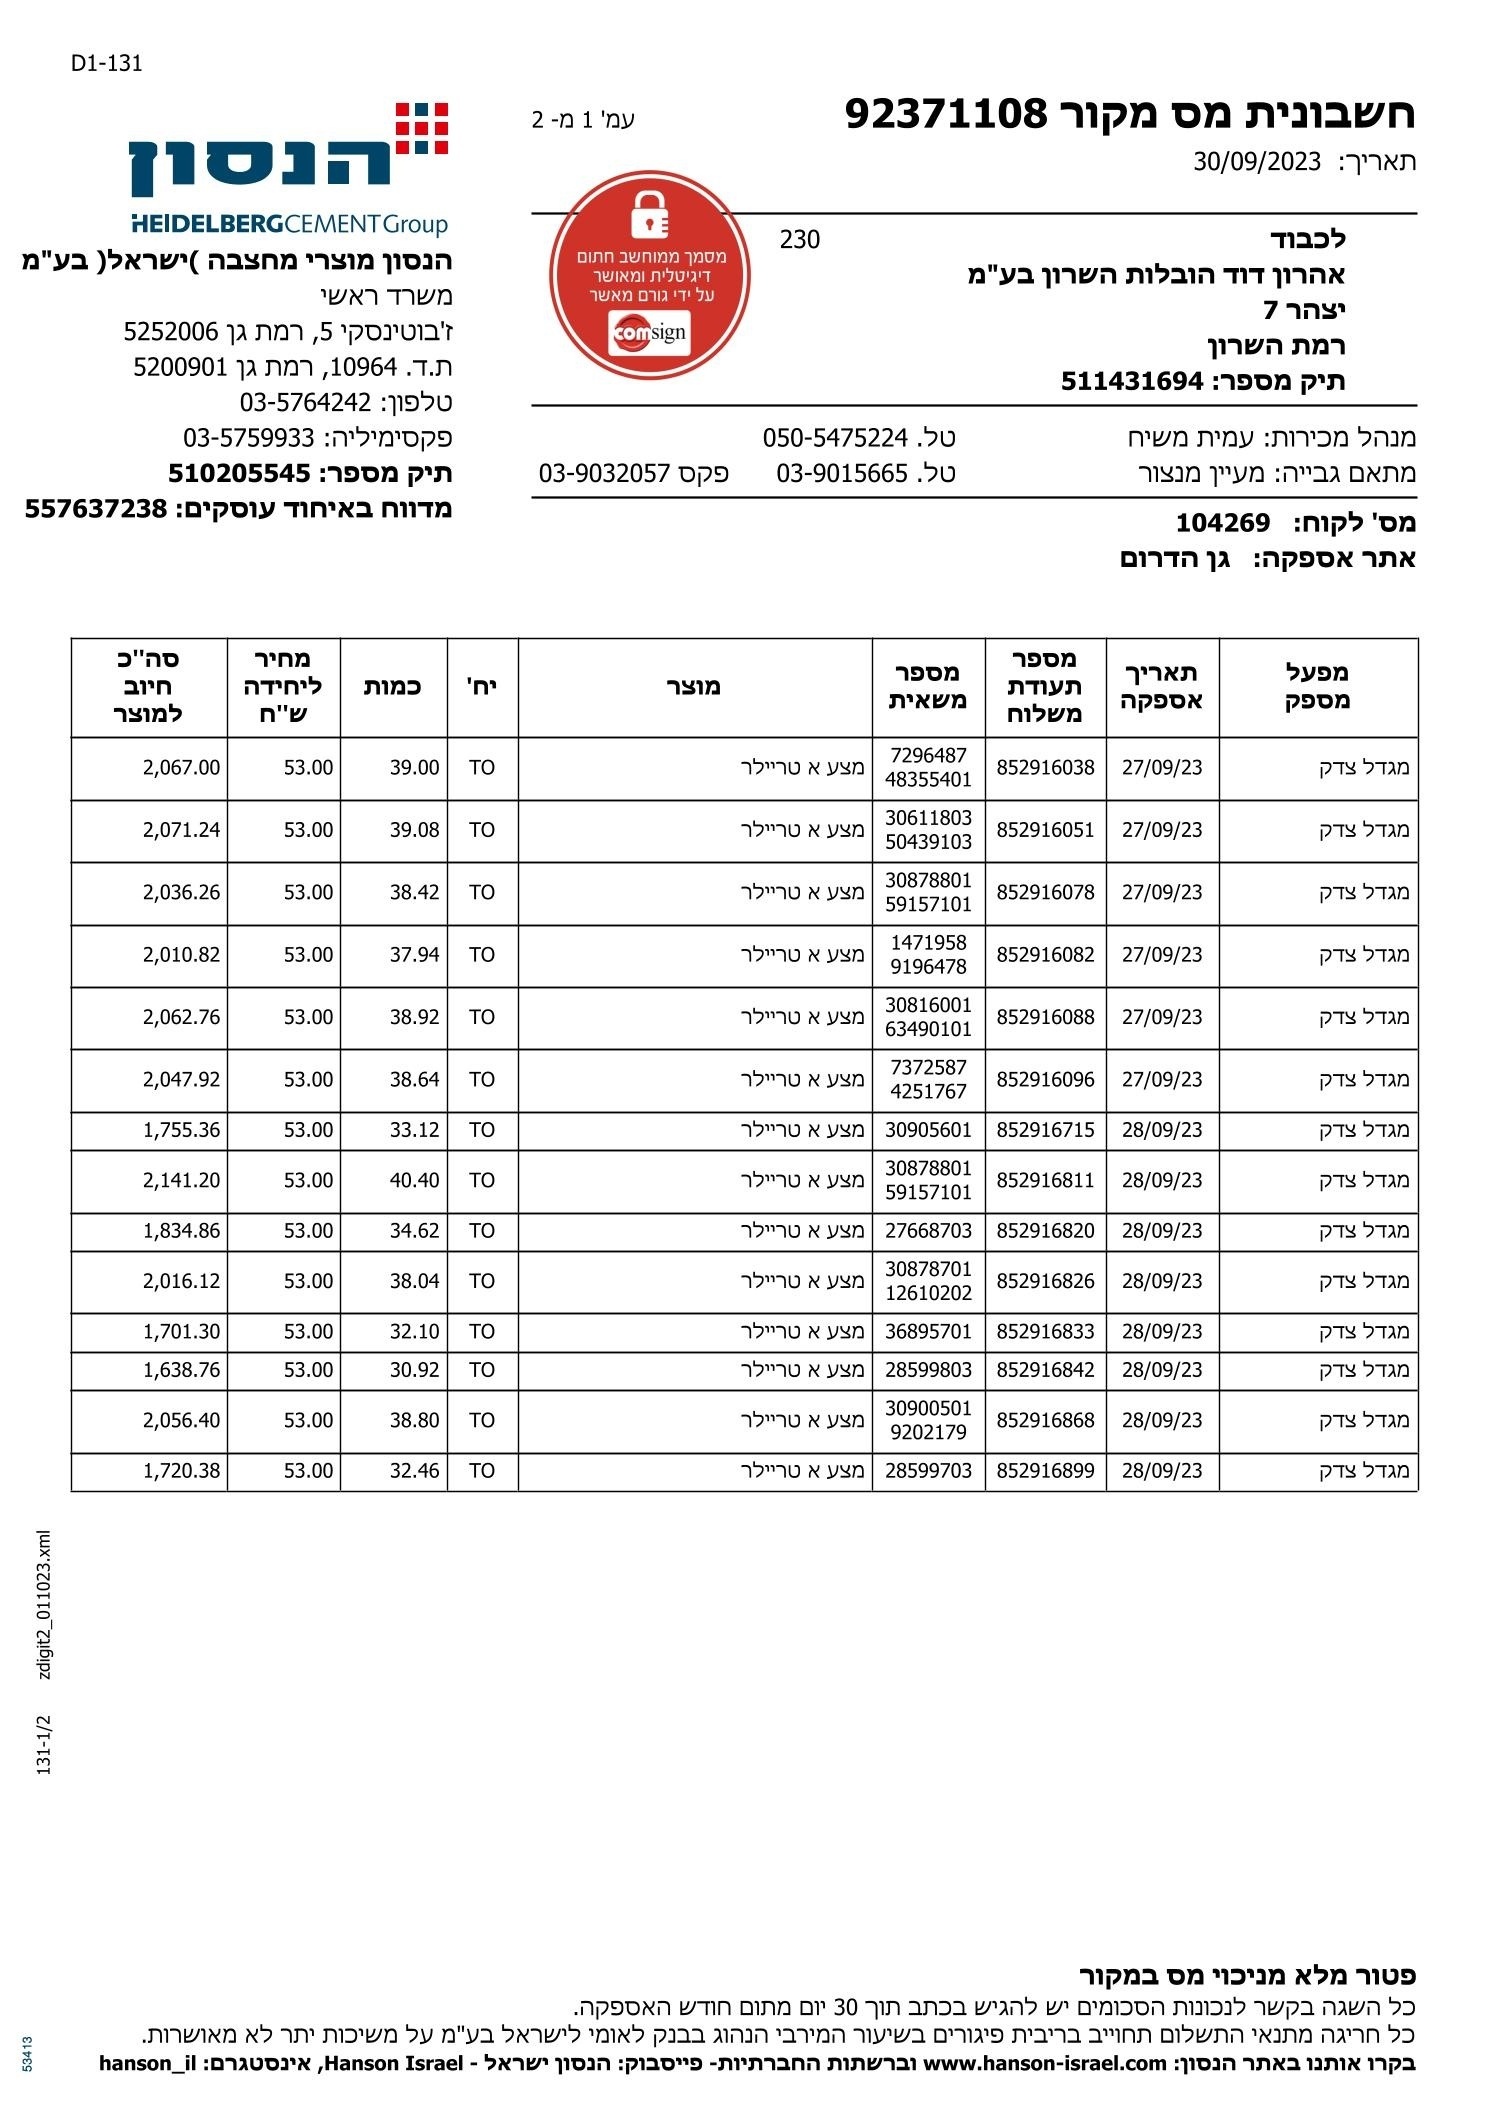 D1-131
חשבונית מס מקור 92371108
עמ' 1 מ- 2
תאריך: 30/09/2023
הנסון
HEIDELBERGCEMENT Group
הנסון מוצרי מחצבה )ישראל( בע"מ
משרד ראשי
ז'בוטינסקי 5, רמת גן 5252006
ת.ד. 10964, רמת גן 5200901
טלפון: 03-5764242
פקסימיליה: 03-5759933
תיק מספר: 510205545
מדווח באיחוד עוסקים: 557637238
מסמך ממוחשב חתום
דיגיטלית ומאושר
על ידי גורם מאשר
comsign
לכבוד 230
אהרון דוד הובלות השרון בע"מ
יצהר 7
רמת השרון
תיק מספר: 511431694
מנהל מכירות: עמית משיח טל. 050-5475224
מתאם גבייה: מעיין מנצור טל. 03-9015665 פקס 03-9032057
מס' לקוח: 104269
אתר אספקה: גן הדרום
מפעל מספק | תאריך אספקה | מספר תעודת משלוח | מספר משאית | מוצר | יח' | כמות | מחיר ליחידה ש"ח | סה"כ חיוב למוצר
מגדל צדק | 27/09/23 | 852916038 | 7296487 48355401 | מצע א טריילר | TO | 39.00 | 53.00 | 2,067.00
מגדל צדק | 27/09/23 | 852916051 | 30611803 50439103 | מצע א טריילר | TO | 39.08 | 53.00 | 2,071.24
מגדל צדק | 27/09/23 | 852916078 | 30878801 59157101 | מצע א טריילר | TO | 38.42 | 53.00 | 2,036.26
מגדל צדק | 27/09/23 | 852916082 | 1471958 9196478 | מצע א טריילר | TO | 37.94 | 53.00 | 2,010.82
מגדל צדק | 27/09/23 | 852916088 | 30816001 63490101 | מצע א טריילר | TO | 38.92 | 53.00 | 2,062.76
מגדל צדק | 27/09/23 | 852916096 | 7372587 4251767 | מצע א טריילר | TO | 38.64 | 53.00 | 2,047.92
מגדל צדק | 28/09/23 | 852916715 | 30905601 | מצע א טריילר | TO | 33.12 | 53.00 | 1,755.36
מגדל צדק | 28/09/23 | 852916811 | 30878801 59157101 | מצע א טריילר | TO | 40.40 | 53.00 | 2,141.20
מגדל צדק | 28/09/23 | 852916820 | 27668703 | מצע א טריילר | TO | 34.62 | 53.00 | 1,834.86
מגדל צדק | 28/09/23 | 852916826 | 30878701 12610202 | מצע א טריילר | TO | 38.04 | 53.00 | 2,016.12
מגדל צדק | 28/09/23 | 852916833 | 36895701 | מצע א טריילר | TO | 32.10 | 53.00 | 1,701.30
מגדל צדק | 28/09/23 | 852916842 | 28599803 | מצע א טריילר | TO | 30.92 | 53.00 | 1,638.76
מגדל צדק | 28/09/23 | 852916868 | 30900501 9202179 | מצע א טריילר | TO | 38.80 | 53.00 | 2,056.40
מגדל צדק | 28/09/23 | 852916899 | 28599703 | מצע א טריילר | TO | 32.46 | 53.00 | 1,720.38
131-1/2 zdigit2_011023.xml
פטור מלא מניכוי מס במקור
כל השגה בקשר לנכונות הסכומים יש להגיש בכתב תוך 30 יום מתום חודש האספקה.
כל חריגה מתנאי התשלום תחוייב בריבית פיגורים בשיעור המירבי הנהוג בבנק לאומי לישראל בע"מ על משיכות יתר לא מאושרות.
בקרו אותנו באתר הנסון: www.hanson-israel.com וברשתות החברתיות- פייסבוק: הנסון ישראל - Hanson Israel, אינסטגרם: hanson_il
53413